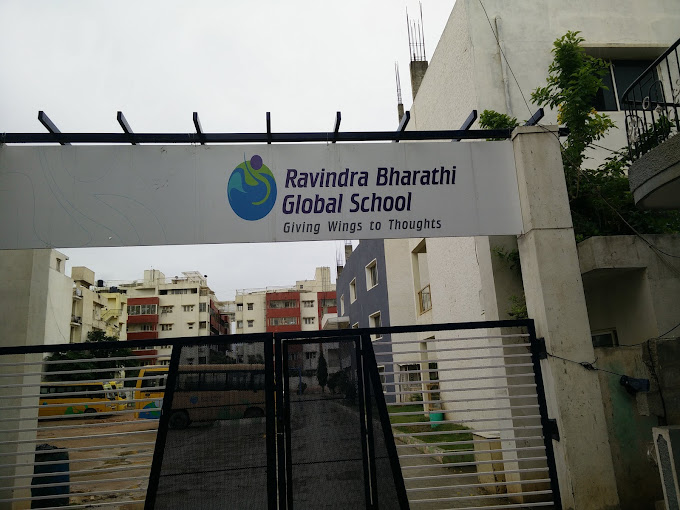 Ravindra Bharathi
Global School
Giving Wings to Thoughts